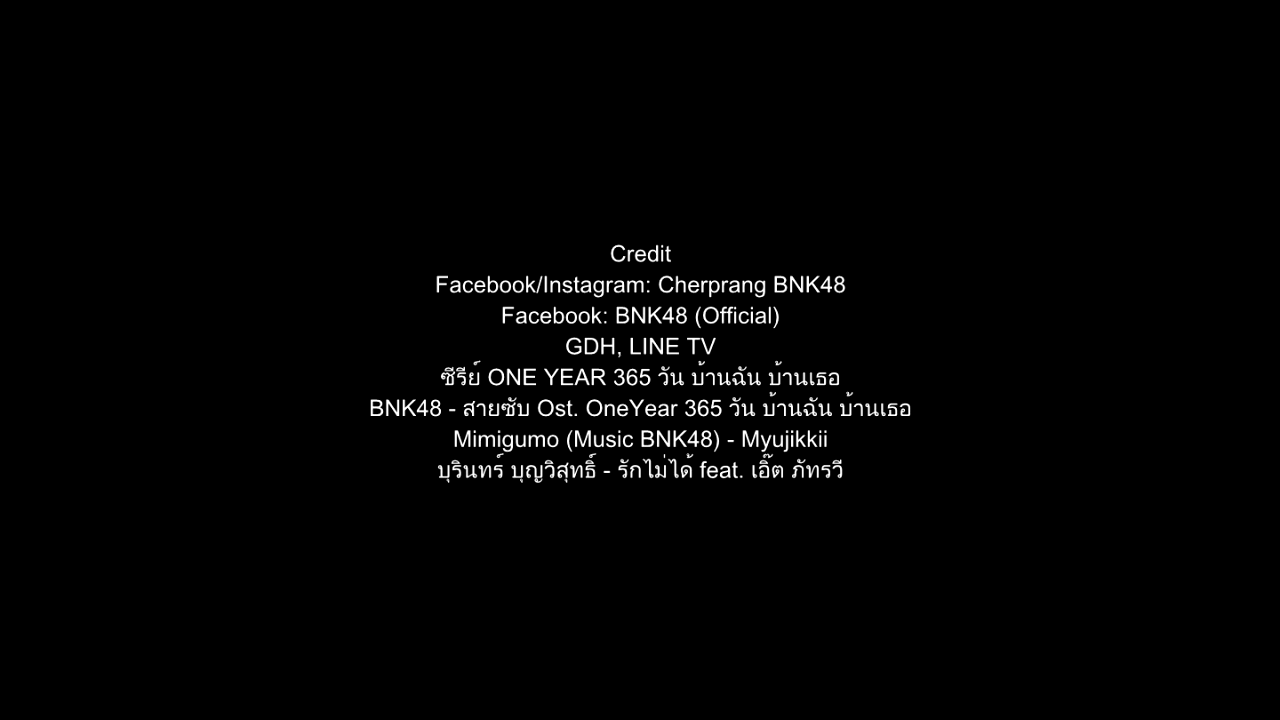 Credit
Facebook/Instagram: Cherprang BNK48
Facebook: BNK48 (Official)
GDH, LINE TV
ซีรีย์ ONE YEAR 365 วัน บ้านฉัน บ้านเธอ
BNK48 - สายซับ Ost. OneYear 365 วัน บ้านฉัน บ้านเธอ
Mimigumo (Music BNK48) - Myujikkii
บุรินทร์ บุญวิสุทธิ์ - รักไม่ได้ feat. เอิ๊ต ภัทรวี